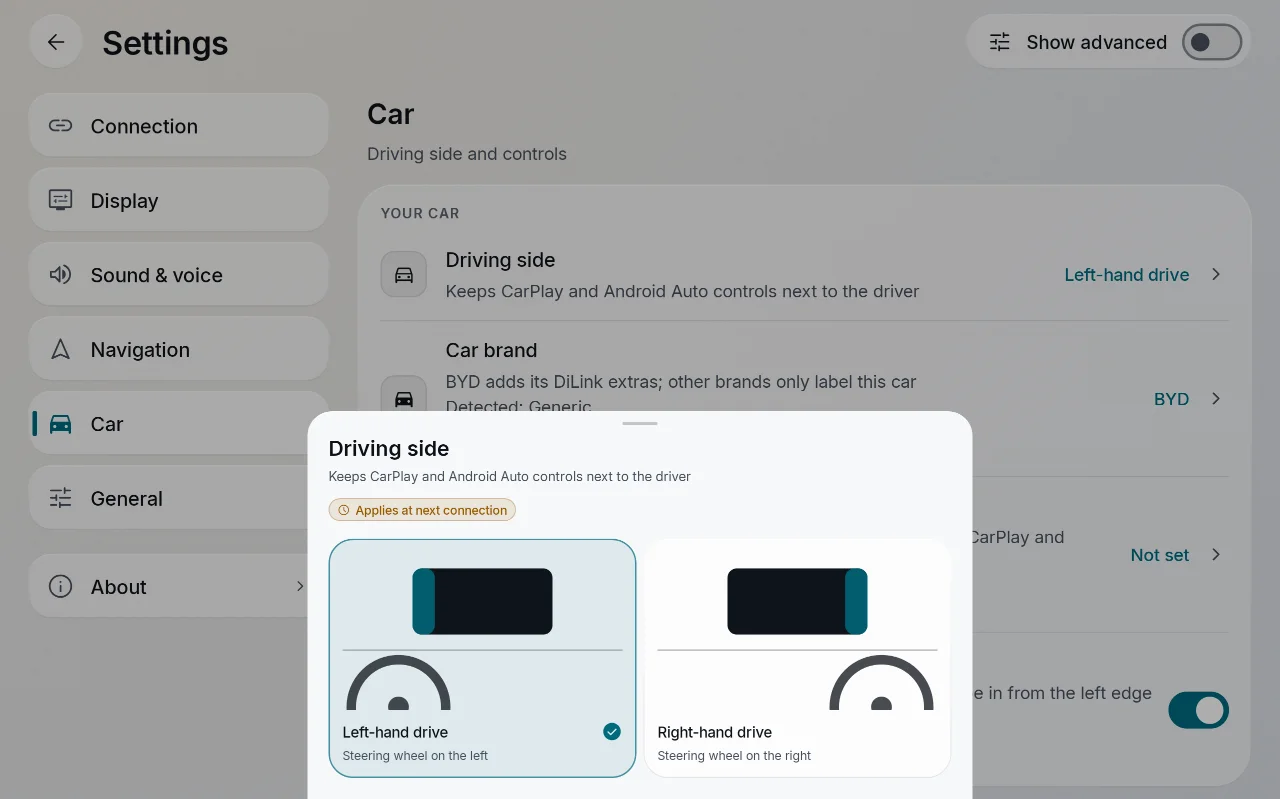 Settings
Show advanced
Connection
Display
Sound & voice
Navigation
Car
General
About
Car
Driving side and controls
YOUR CAR
Driving side
Keeps CarPlay and Android Auto controls next to the driver
Left-hand drive
Car brand
BYD adds its DiLink extras; other brands only label this car
Detected: Generic
BYD
CarPlay and
Not set
in from the left edge
Driving side
Keeps CarPlay and Android Auto controls next to the driver
Applies at next connection
Left-hand drive
Steering wheel on the left
Right-hand drive
Steering wheel on the right